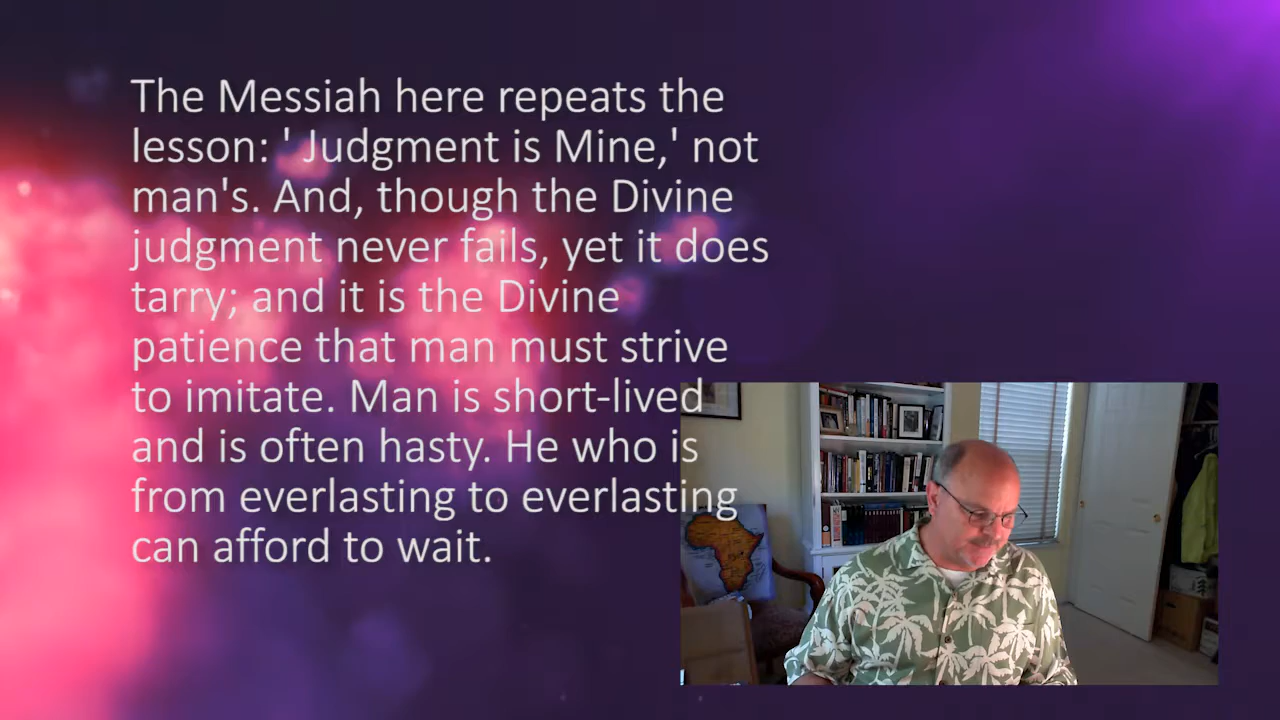 The Messiah here repeats the
lesson: ' Judgment is Mine,' not
man's. And, though the Divine
judgment never fails, yet it does
tarry; and it is the Divine
patience that man must strive
to imitate. Man is short-lived
and is often hasty. He who is
from everlasting to everlasting
can afford to wait.